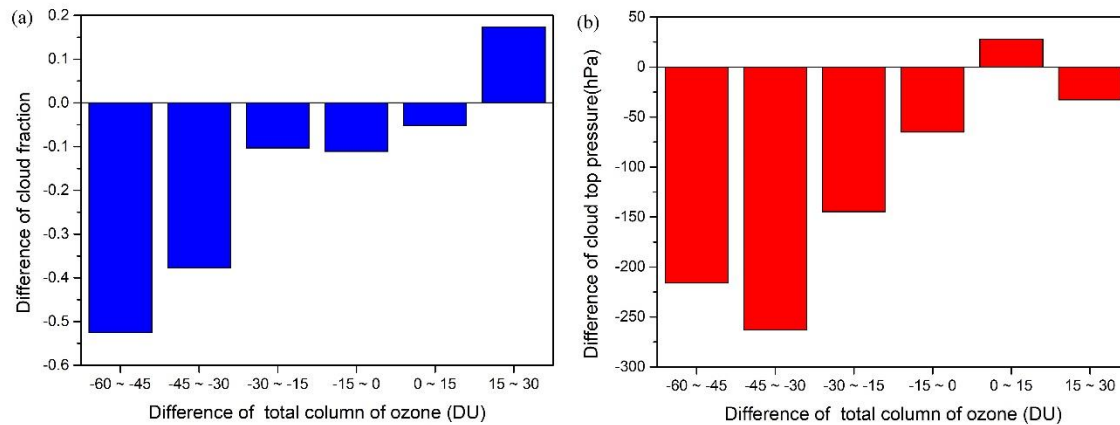 (a)
Difference of cloud fraction
0.2
0.1
0.0
-0.1
-0.2
-0.3
-0.4
-0.5
-0.6
-60 ~ -45 -45 ~ -30 -30 ~ -15 -15 ~ 0 0 ~ 15 15 ~ 30
Difference of total column of ozone (DU)
(b)
Difference of cloud top pressure(hPa)
50
0
-50
-100
-150
-200
-250
-300
-60 ~ -45 -45 ~ -30 -30 ~ -15 -15 ~ 0 0 ~ 15 15 ~ 30
Difference of total column of ozone (DU)